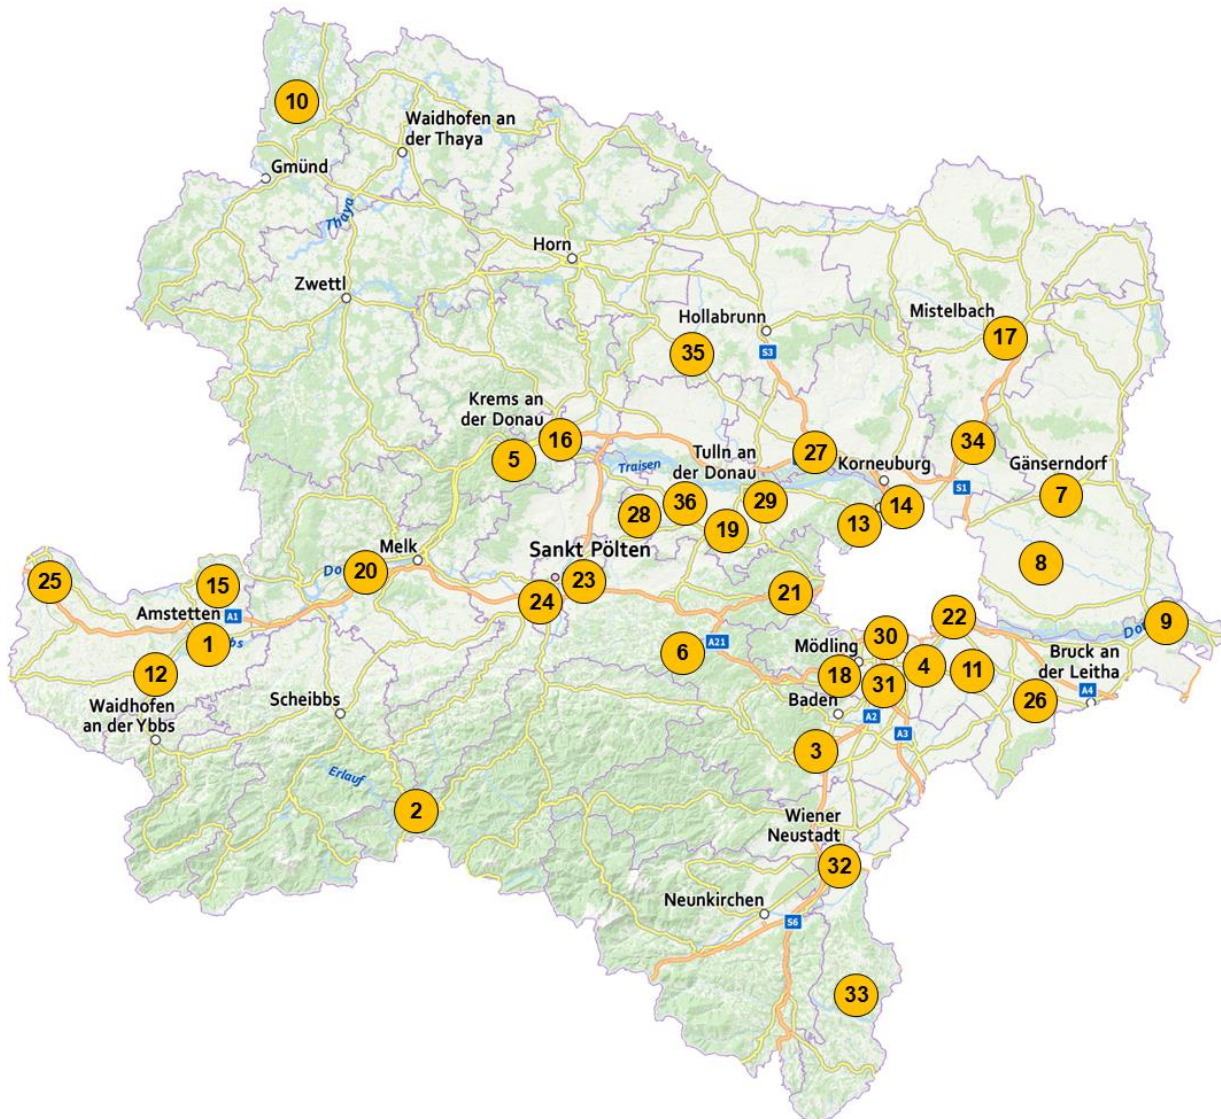 10
Waidhofen an
der Thaya
Gmünd
Thaya
Horn
Zwettl
Hollabrunn
Mistelbach
17
35
S3
Krems an
der Donau
16
5
Traisen
Tulln an
der Donau
27
Korneuburg
34
Gänserndorf
S1
7
28
36
29
19
13
14
Melk
Sankt Pölten
8
25
15
Do
20
24
23
21
Amstetten
A1
1
bs
22
9
Do
6
A21
Mödling
30
18
31
4
11
Bruck an
der Leitha
A4
26
12
Waidhofen
an der Ybbs
Scheibbs
Baden
A2
A3
3
Erlauf
2
Wiener
Neustadt
32
Neunkirchen
S6
33